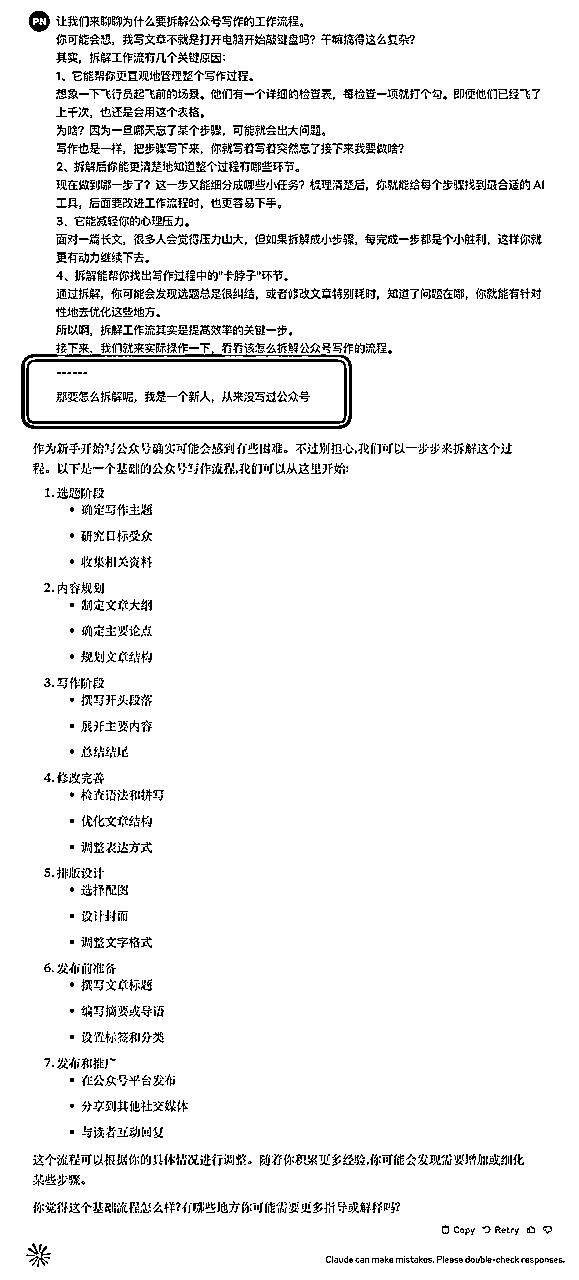 PN
让我们来聊聊为什么要拆解公众号写作的工作流程。
你可能会想，我写文章不就是打开电脑开始敲键盘吗？干嘛搞得这么复杂？
其实，拆解工作流有几个关键原因：
1、它能帮你更直观地管理整个写作过程。
想象一下飞行员起飞前的场景。他们有一个详细的检查表，每检查一项就打个勾。即使他们已经飞了
上千次，也还是会用这个表格。
为啥？因为一旦哪天忘了某个步骤，可能就会出大问题。
写作也是一样，把步骤写下来，你就写着写着突然忘了接下来我要做啥？
2、拆解后你能更清楚地知道整个过程有哪些环节。
现在做到哪一步了？这一步又能细分成哪些小任务？梳理清楚后，你就能给每个步骤找到最合适的 AI
工具，后面要改进工作流程时，也更容易下手。
3、它能减轻你的心理压力。
面对一篇长文，很多人会觉得压力山大，但如果拆解成小步骤，每完成一步都是个小胜利，这样你就
更有动力继续下去。
4、拆解能帮你找出写作过程中的"卡脖子"环节。
通过拆解，你可能会发现选题总是很纠结，或者修改文章特别耗时，知道了问题在哪，你就能有针对
性地去优化这些地方。
所以啊，拆解工作流其实是提高效率的关键一步。
接下来，我们就来实际操作一下，看看该怎么拆解公众号写作的流程。
------
那要怎么拆解呢，我是一个新人，从来没写过公众号
作为新手开始写公众号确实可能会感到有些困难。不过别担心,我们可以一步步来拆解这个过
程。以下是一个基础的公众号写作流程,我们可以从这里开始:
1. 选题阶段
• 确定写作主题
• 研究目标受众
• 收集相关资料
2. 内容规划
• 制定文章大纲
• 确定主要论点
• 规划文章结构
3. 写作阶段
• 撰写开头段落
• 展开主要内容
• 总结结尾
4. 修改完善
• 检查语法和拼写
• 优化文章结构
• 调整表达方式
5. 排版设计
• 选择配图
• 设计封面
• 调整文字格式
6. 发布前准备
• 撰写文章标题
• 编写摘要或导语
• 设置标签和分类
7. 发布和推广
• 在公众号平台发布
• 分享到其他社交媒体
• 与读者互动回复
这个流程可以根据你的具体情况进行调整。随着你积累更多经验,你可能会发现需要增加或细化
某些步骤。
你觉得这个基础流程怎么样?有哪些地方你可能需要更多指导或解释吗?
Copy Retry
Claude can make mistakes. Please double-check responses.